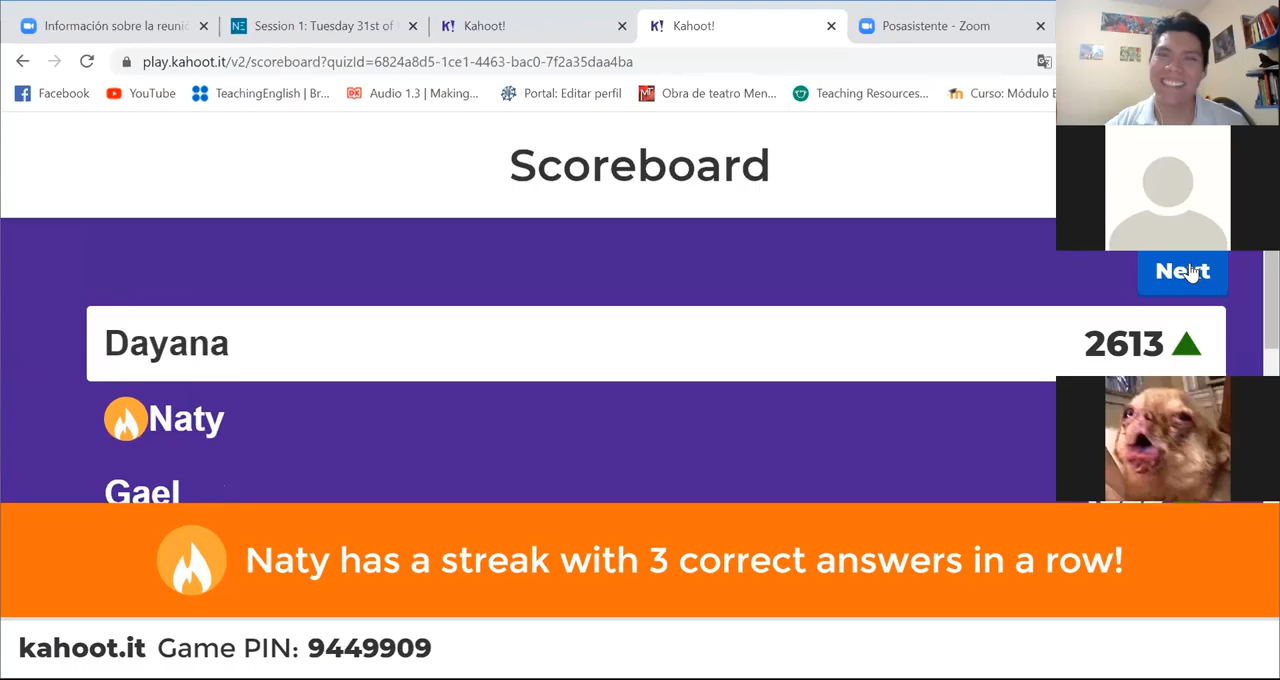 Información sobre la reunió
NE Session 1: Tuesday 31st of
K! Kahoot!
K! Kahoot!
Posasistente - Zoom
play.kahoot.it/v2/scoreboard?quizId=6824a8d5-1ce1-4463-bac0-7f2a35daa4ba
Facebook
YouTube
TeachingEnglish | Br...
Audio 1.3 | Making...
Portal: Editar perfil
Obra de teatro Men...
Teaching Resources...
Curso: Módulo
Scoreboard
Next
Dayana 2613
Naty
Gael
Naty has a streak with 3 correct answers in a row!
kahoot.it Game PIN: 9449909